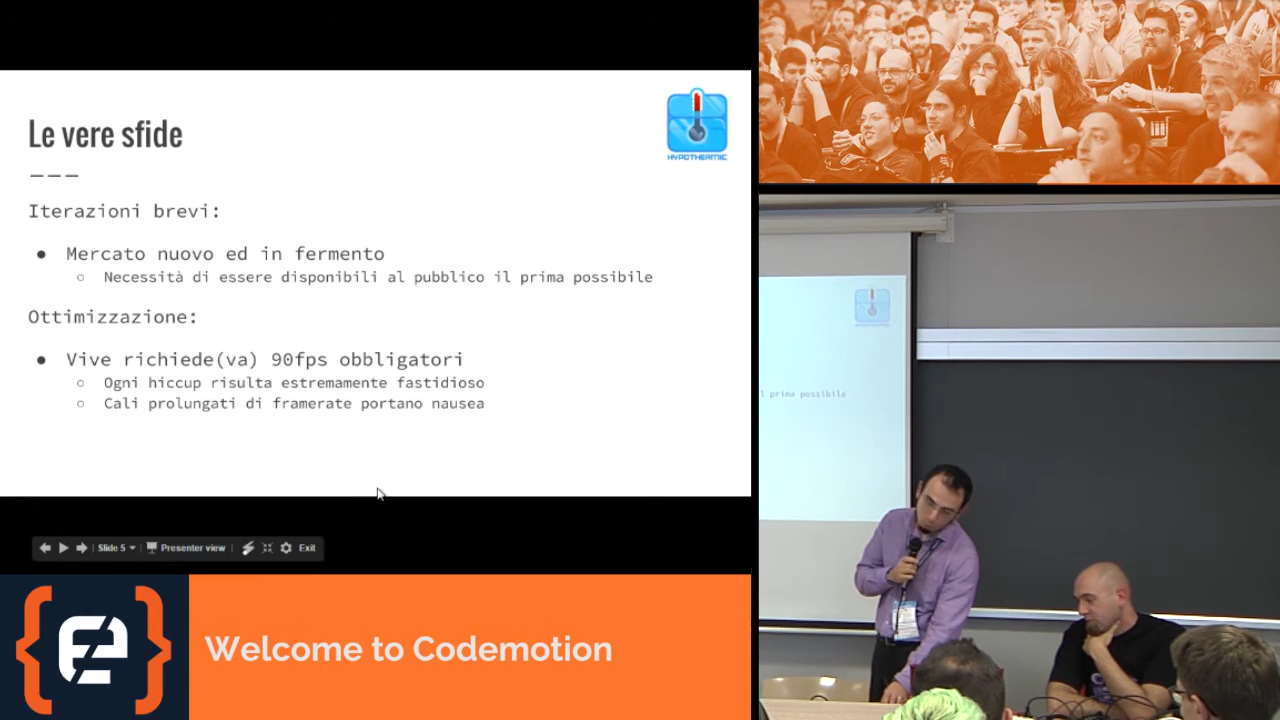 Le vere sfide
HYPOTHERMIC
Iterazioni brevi:
● Mercato nuovo ed in fermento
○ Necessità di essere disponibili al pubblico il prima possibile
Ottimizzazione:
● Vive richiede(va) 90fps obbligatori
○ Ogni hiccup risulta estremamente fastidioso
○ Cali prolungati di framerate portano nausea
Slide 5
Presenter view
Exit
Welcome to Codemotion
l prima possibile